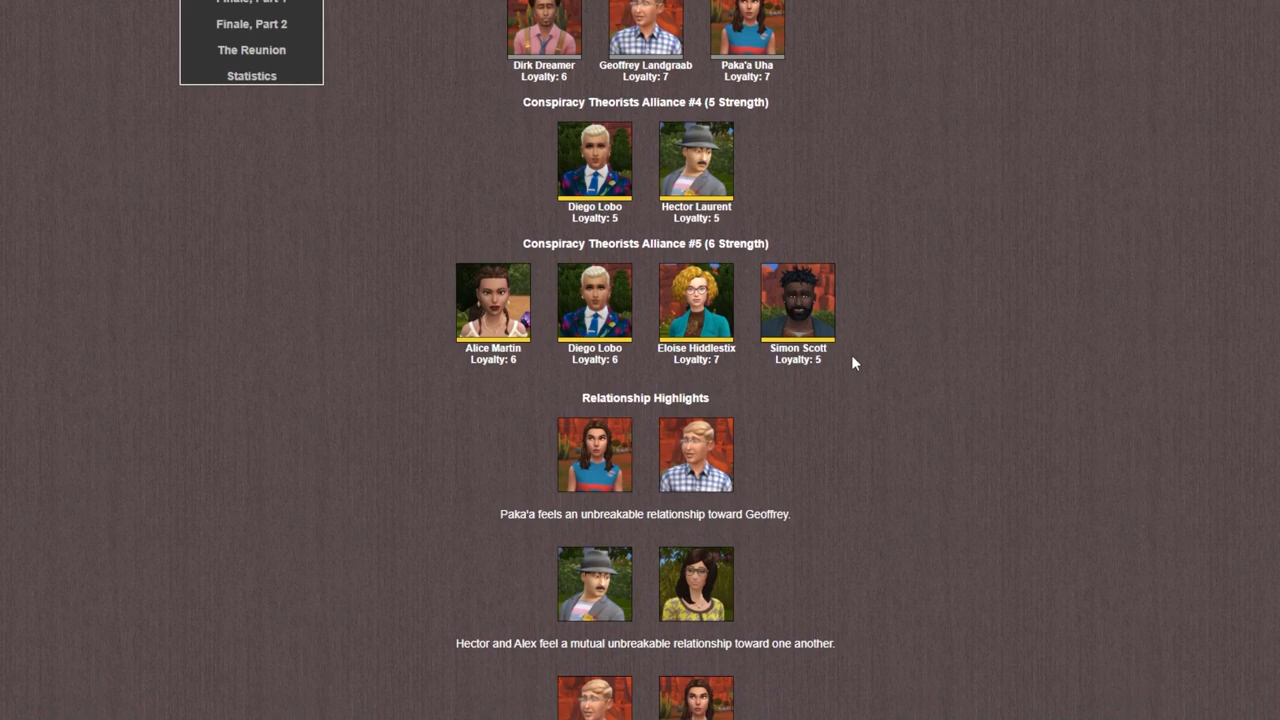 Finale, Part 2
The Reunion
Statistics
Dirk Dreamer
Loyalty: 6
Geoffrey Landgraab
Loyalty: 7
Paka'a Uha
Loyalty: 7
Conspiracy Theorists Alliance #4 (5 Strength)
Diego Lobo
Loyalty: 5
Hector Laurent
Loyalty: 5
Conspiracy Theorists Alliance #5 (6 Strength)
Alice Martin
Loyalty: 6
Diego Lobo
Loyalty: 6
Eloise Hiddlestix
Loyalty: 7
Simon Scott
Loyalty: 5
Relationship Highlights
Paka'a feels an unbreakable relationship toward Geoffrey.
Hector and Alex feel a mutual unbreakable relationship toward one another.